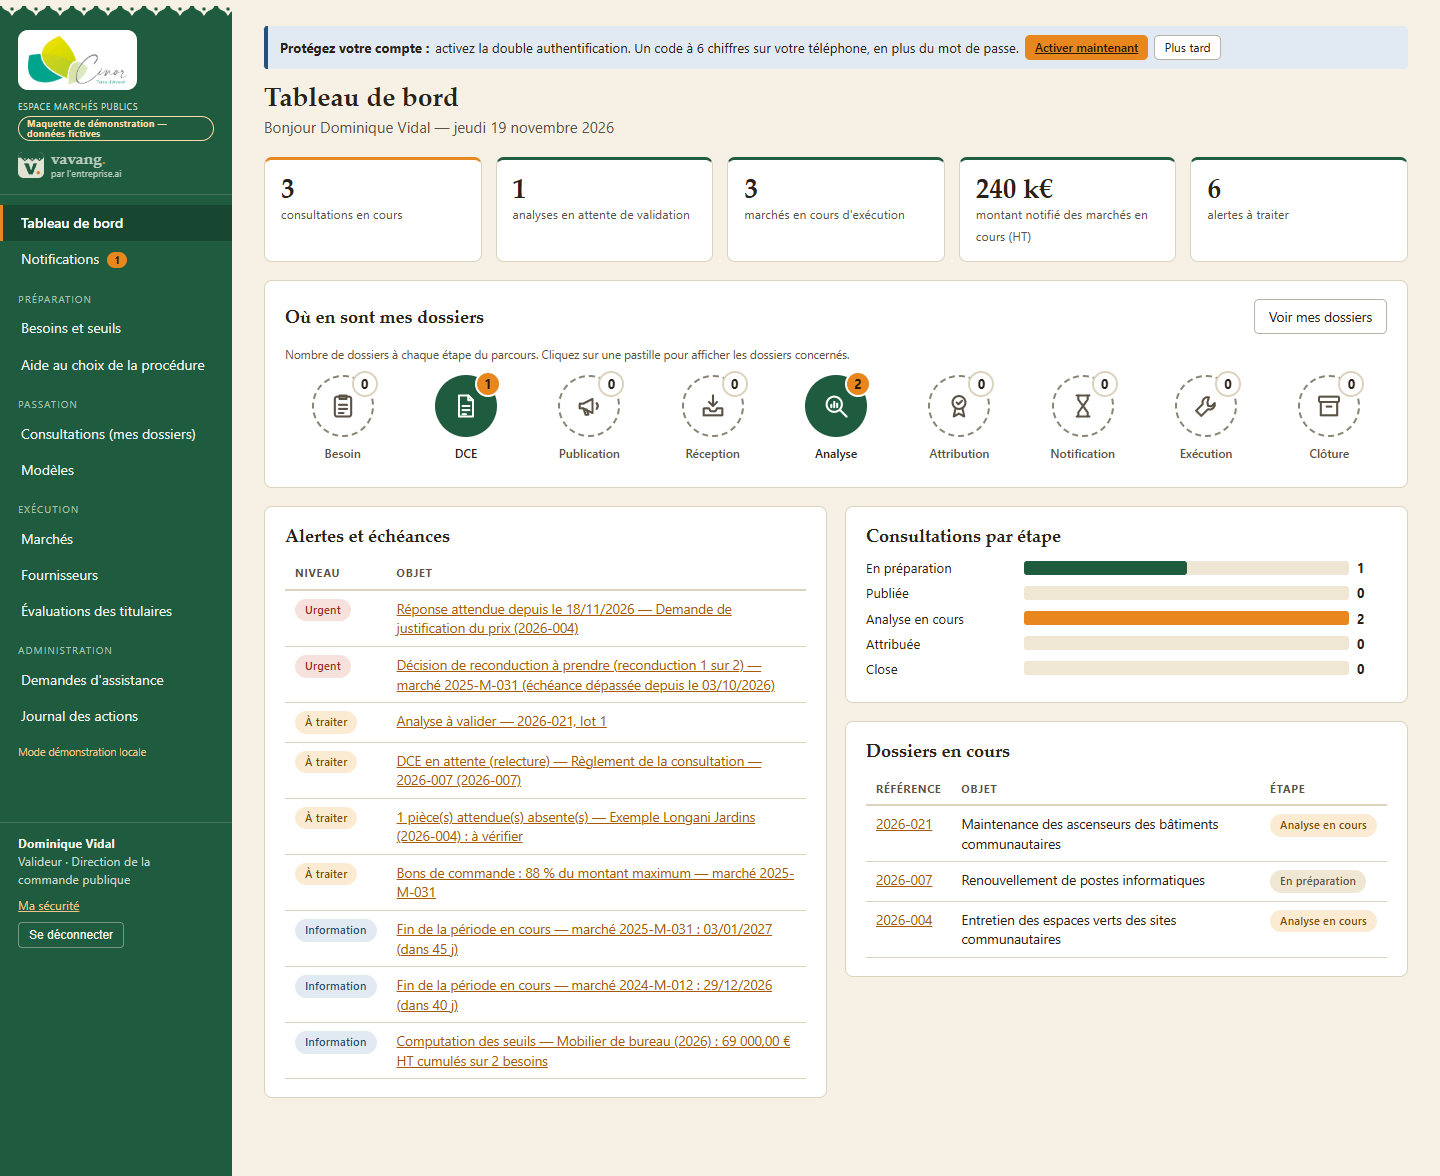 Cinor
Terre d'Avenir
ESPACE MARCHÉS PUBLICS
Maquette de démonstration —
données fictives
v.
vavang.
par l'entreprise.ai
Tableau de bord
Notifications 1
PRÉPARATION
Besoins et seuils
Aide au choix de la procédure
PASSATION
Consultations (mes dossiers)
Modèles
EXÉCUTION
Marchés
Fournisseurs
Évaluations des titulaires
ADMINISTRATION
Demandes d'assistance
Journal des actions
Mode démonstration locale
Dominique Vidal
Valideur · Direction de la
commande publique
Ma sécurité
Se déconnecter
Protégez votre compte : activez la double authentification. Un code à 6 chiffres sur votre téléphone, en plus du mot de passe. Activer maintenant Plus tard
Tableau de bord
Bonjour Dominique Vidal — jeudi 19 novembre 2026
3
consultations en cours
1
analyses en attente de validation
3
marchés en cours d'exécution
240 k€
montant notifié des marchés en
cours (HT)
6
alertes à traiter
Où en sont mes dossiers
Voir mes dossiers
Nombre de dossiers à chaque étape du parcours. Cliquez sur une pastille pour afficher les dossiers concernés.
0 1 0 0 2 0 0 0 0
Besoin DCE Publication Réception Analyse Attribution Notification Exécution Clôture
Alertes et échéances
NIVEAU OBJET
Urgent Réponse attendue depuis le 18/11/2026 — Demande de
justification du prix (2026-004)
Urgent Décision de reconduction à prendre (reconduction 1 sur 2) —
marché 2025-M-031 (échéance dépassée depuis le 03/10/2026)
À traiter Analyse à valider — 2026-021, lot 1
À traiter DCE en attente (relecture) — Règlement de la consultation —
2026-007 (2026-007)
À traiter 1 pièce(s) attendue(s) absente(s) — Exemple Longani Jardins
(2026-004) : à vérifier
À traiter Bons de commande : 88 % du montant maximum — marché 2025-
M-031
Information Fin de la période en cours — marché 2025-M-031 : 03/01/2027
(dans 45 j)
Information Fin de la période en cours — marché 2024-M-012 : 29/12/2026
(dans 40 j)
Information Computation des seuils — Mobilier de bureau (2026) : 69 000,00 €
HT cumulés sur 2 besoins
Consultations par étape
En préparation 1
Publiée 0
Analyse en cours 2
Attribuée 0
Close 0
Dossiers en cours
RÉFÉRENCE OBJET ÉTAPE
2026-021 Maintenance des ascenseurs des bâtiments
communautaires Analyse en cours
2026-007 Renouvellement de postes informatiques En préparation
2026-004 Entretien des espaces verts des sites
communautaires Analyse en cours